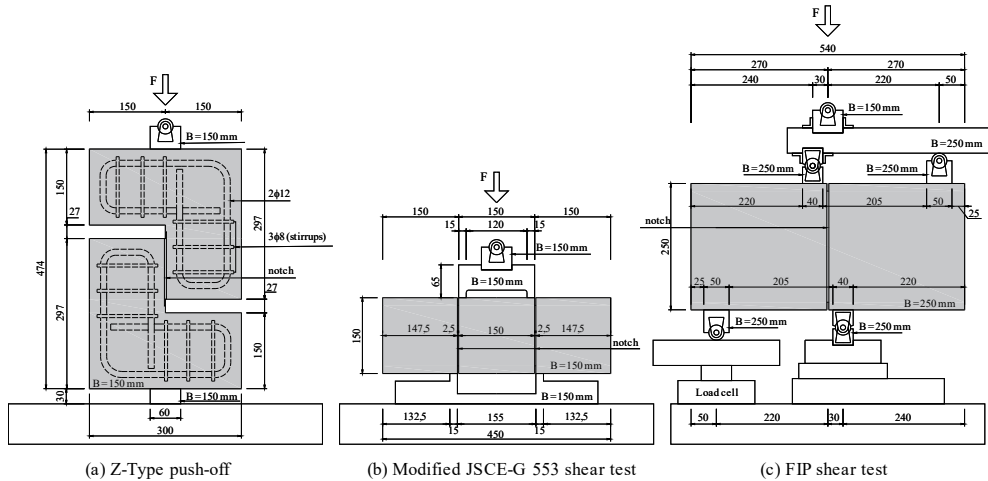 F
150 150
B = 150 mm
150
27
474
297
30
2ϕ12
297
3ϕ8 (stirrups)
notch
27
150
B = 150 mm
B = 150 mm
60
300
(a) Z-Type push-off
F
150 150 150
15 120 15
B = 150 mm
65
B = 150 mm
147,5 2,5 150 2,5 147,5
150
notch
B = 150 mm
B = 150 mm
132,5 155 132,5
15 15
450
(b) Modified JSCE-G 553 shear test
F
540
270 270
240 30 220 50
B = 150 mm
B = 250 mm
B = 250 mm B = 250 mm
220 40 205 50
25
notch
250
25 50 205 40 220
B = 250 mm
B = 250 mm
B = 250 mm
Load cell
50 220 30 240
(c) FIP shear test